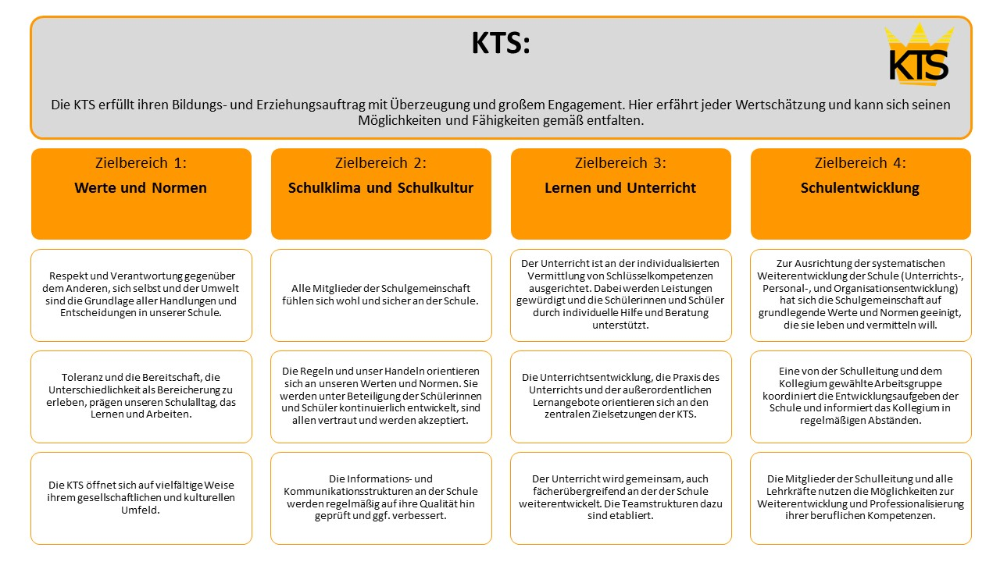 KTS:
KTS
Die KTS erfüllt ihren Bildungs- und Erziehungsauftrag mit Überzeugung und großem Engagement. Hier erfährt jeder Wertschätzung und kann sich seinen
Möglichkeiten und Fähigkeiten gemäß entfalten.
Zielbereich 1:
Werte und Normen
Respekt und Verantwortung gegenüber
dem Anderen, sich selbst und der Umwelt
sind die Grundlage aller Handlungen und
Entscheidungen in unserer Schule.
Toleranz und die Bereitschaft, die
Unterschiedlichkeit als Bereicherung zu
erleben, prägen unseren Schulalltag, das
Lernen und Arbeiten.
Die KTS öffnet sich auf vielfältige Weise
ihrem gesellschaftlichen und kulturellen
Umfeld.
Zielbereich 2:
Schulklima und Schulkultur
Alle Mitglieder der Schulgemeinschaft
fühlen sich wohl und sicher an der Schule.
Die Regeln und unser Handeln orientieren
sich an unseren Werten und Normen. Sie
werden unter Beteiligung der Schülerinnen
und Schüler kontinuierlich entwickelt, sind
allen vertraut und werden akzeptiert.
Die Informations- und
Kommunikationsstrukturen an der Schule
werden regelmäßig auf ihre Qualität hin
geprüft und ggf. verbessert.
Zielbereich 3:
Lernen und Unterricht
Der Unterricht ist an der individualisierten
Vermittlung von Schlüsselkompetenzen
ausgerichtet. Dabei werden Leistungen
gewürdigt und die Schülerinnen und Schüler
durch individuelle Hilfe und Beratung
unterstützt.
Die Unterrichtsentwicklung, die Praxis des
Unterrichts und der außerordentlichen
Lernangebote orientieren sich an den
zentralen Zielsetzungen der KTS.
Der Unterricht wird gemeinsam, auch
fächerübergreifend an der der Schule
weiterentwickelt. Die Teamstrukturen dazu
sind etabliert.
Zielbereich 4:
Schulentwicklung
Zur Ausrichtung der systematischen
Weiterentwicklung der Schule (Unterrichts-,
Personal-, und Organisationsentwicklung)
hat sich die Schulgemeinschaft auf
grundlegende Werte und Normen geeinigt,
die sie leben und vermitteln will.
Eine von der Schulleitung und dem
Kollegium gewählte Arbeitsgruppe
koordiniert die Entwicklungsaufgaben der
Schule und informiert das Kollegium in
regelmäßigen Abständen.
Die Mitglieder der Schulleitung und alle
Lehrkräfte nutzen die Möglichkeiten zur
Weiterentwicklung und Professionalisierung
ihrer beruflichen Kompetenzen.